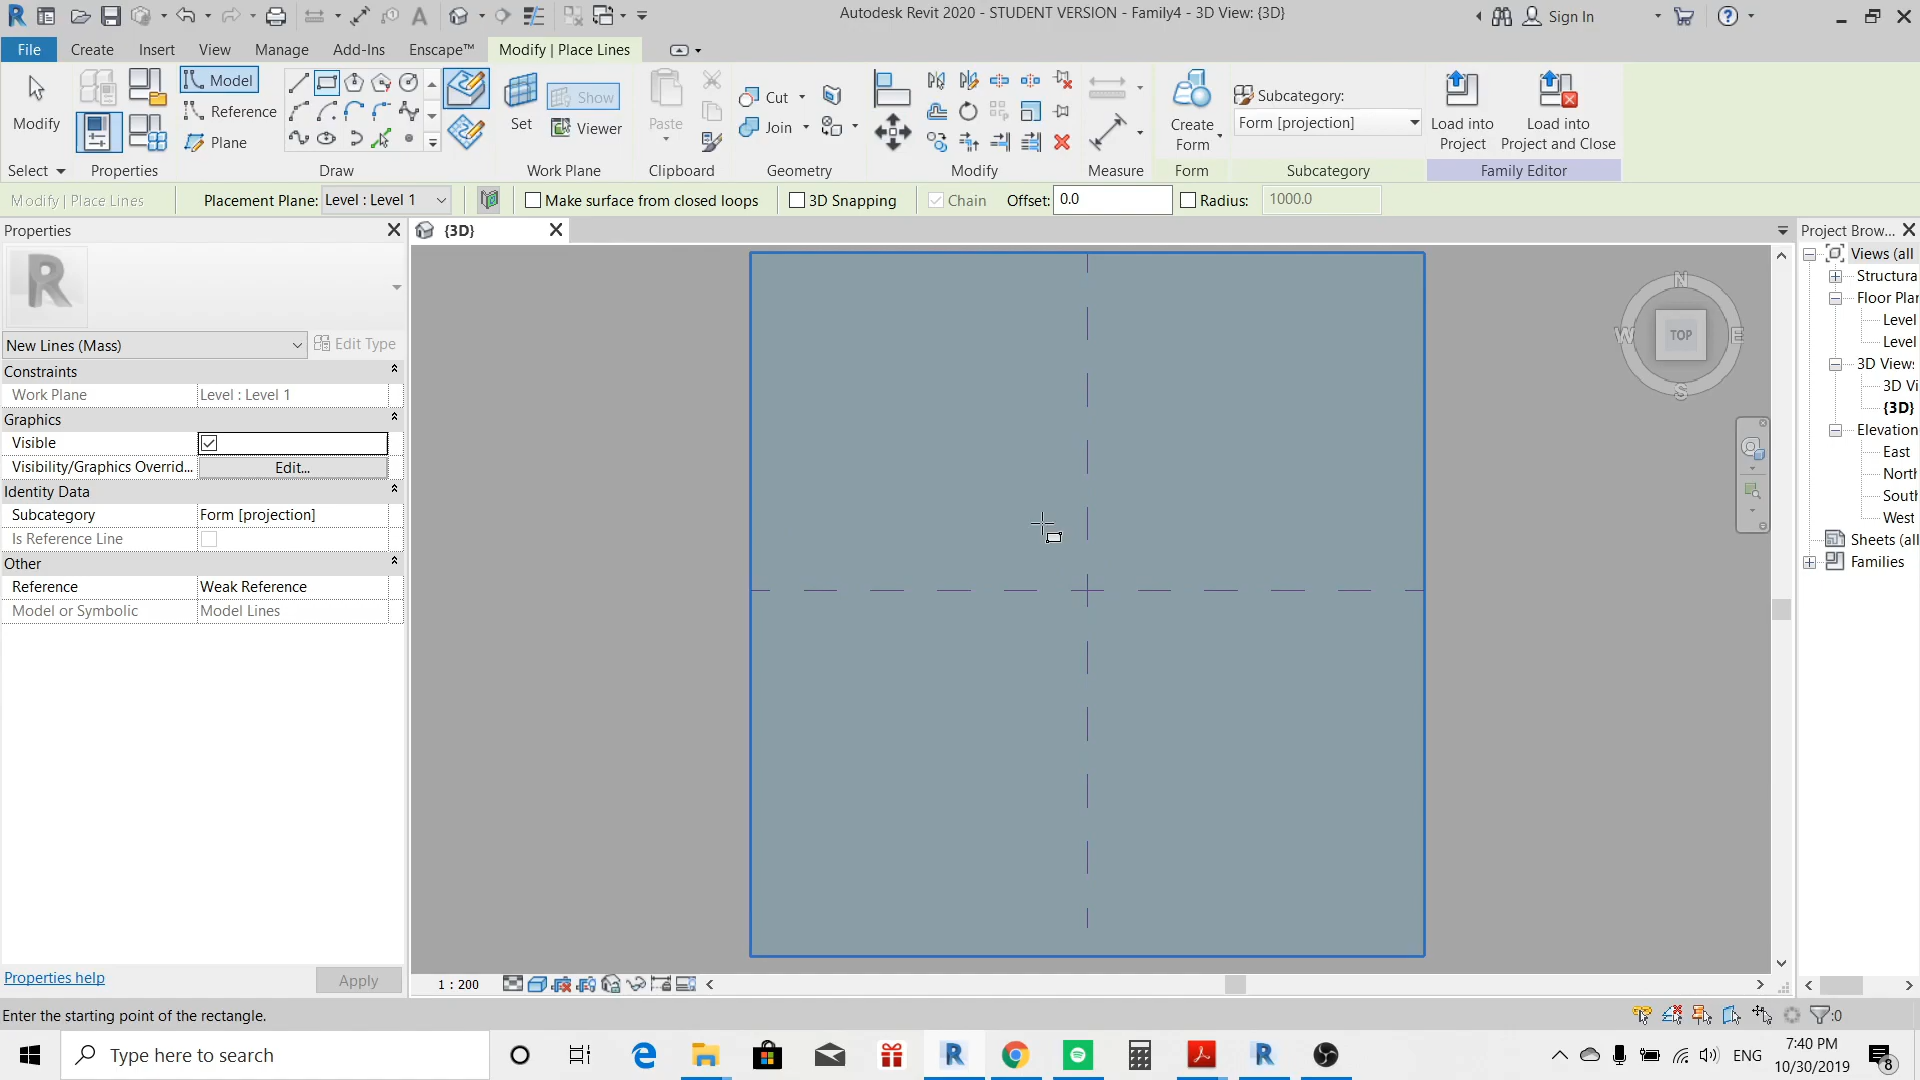 Autodesk Revit 2020 - STUDENT VERSION - Family4 - 3D View: {3D}
Sign In
File Create Insert View Manage Add-Ins Enscape™ Modify | Place Lines
Model
Reference
Plane
Modify
Set
Show
Viewer
Paste
Cut
Join
Create
Form
Subcategory:
Form [projection]
Load into
Project
Load into
Project and Close
Select Properties Draw Work Plane Clipboard Geometry Modify Measure Form Subcategory Family Editor
Modify | Place Lines Placement Plane: Level : Level 1 Make surface from closed loops 3D Snapping Chain Offset: 0.0 Radius: 1000.0
Properties
{3D}
Project Brow...
R
New Lines (Mass) Edit Type
Constraints
Work Plane Level : Level 1
Graphics
Visible
Visibility/Graphics Overrid... Edit...
Identity Data
Subcategory Form [projection]
Is Reference Line
Other
Reference Weak Reference
Model or Symbolic Model Lines
Properties help Apply
N
W TOP E
S
Views (all
Structura
Floor Plar
Level
Level
3D Views
3D Vi
{3D}
Elevation
East
North
South
West
Sheets (all
Families
1 : 200
Enter the starting point of the rectangle.
:0
Type here to search
ENG
7:40 PM
10/30/2019
8